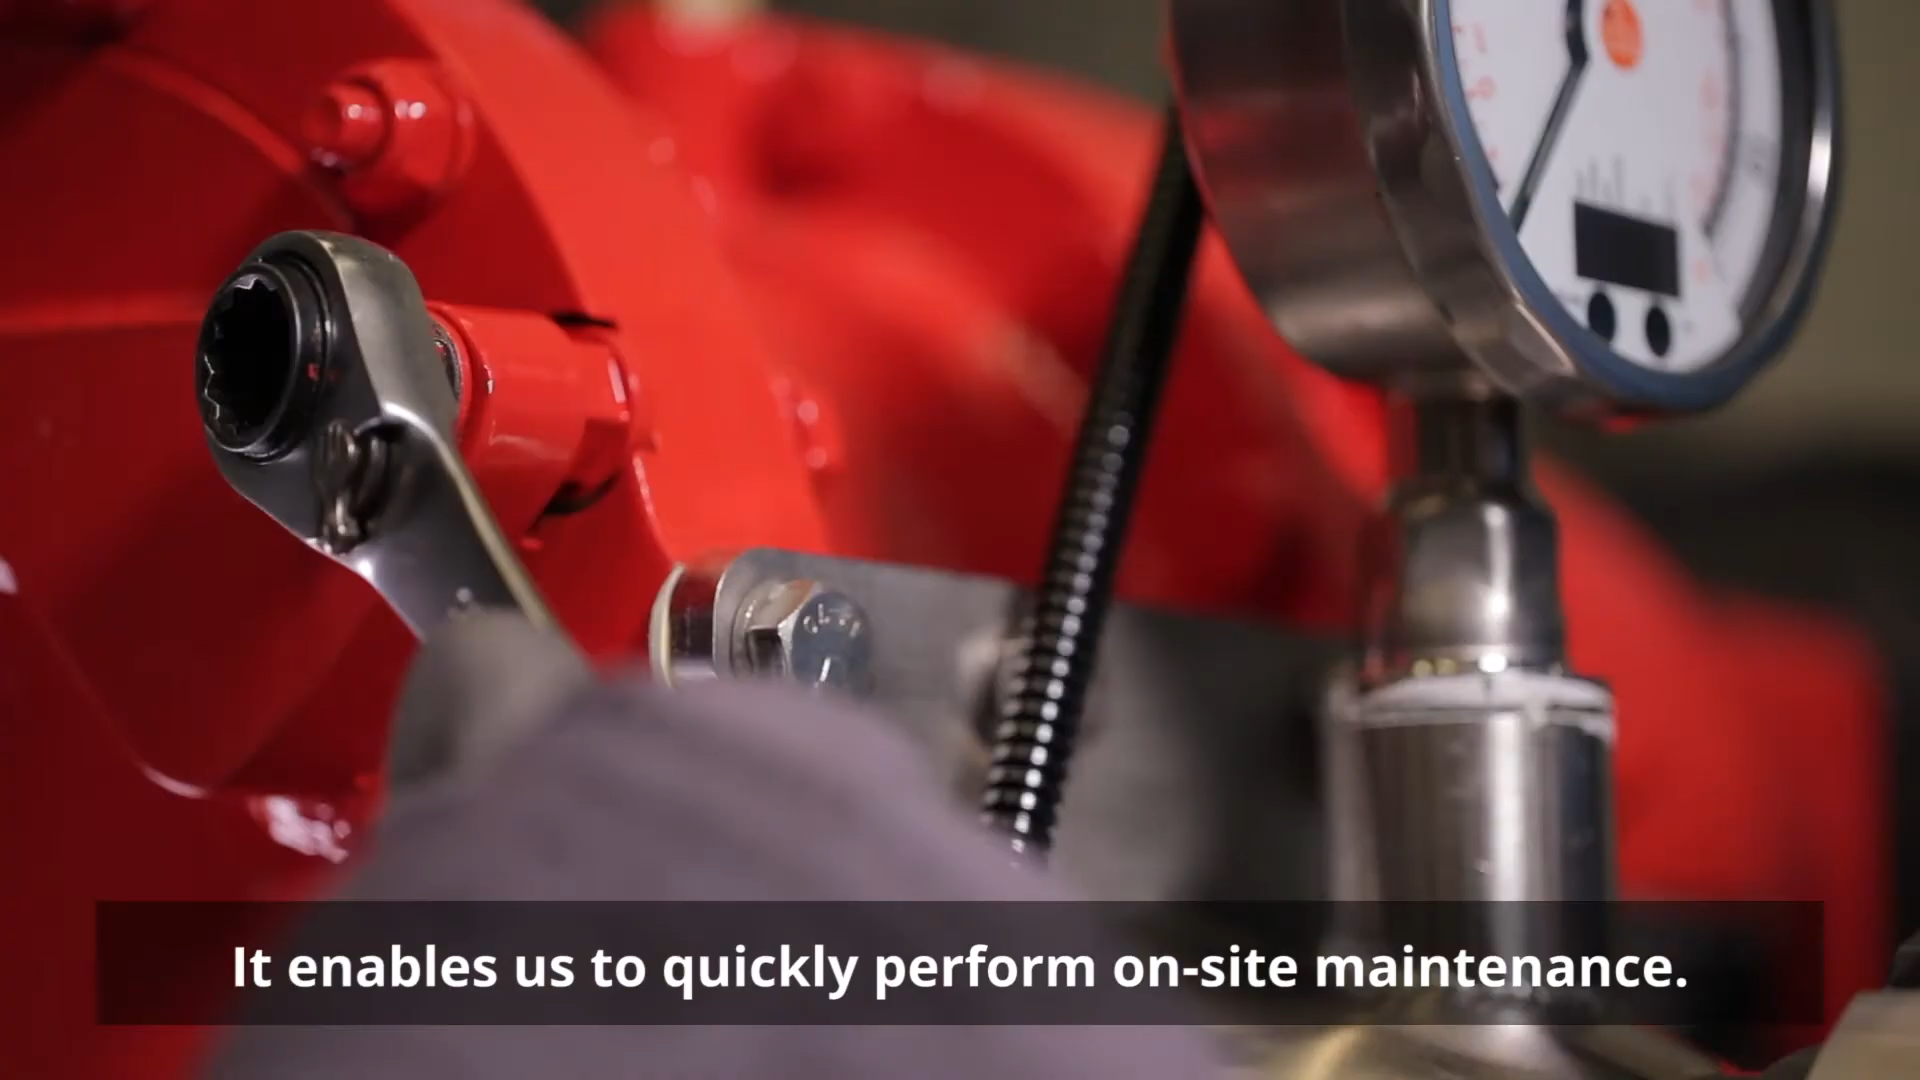 It enables us to quickly perform on-site maintenance.